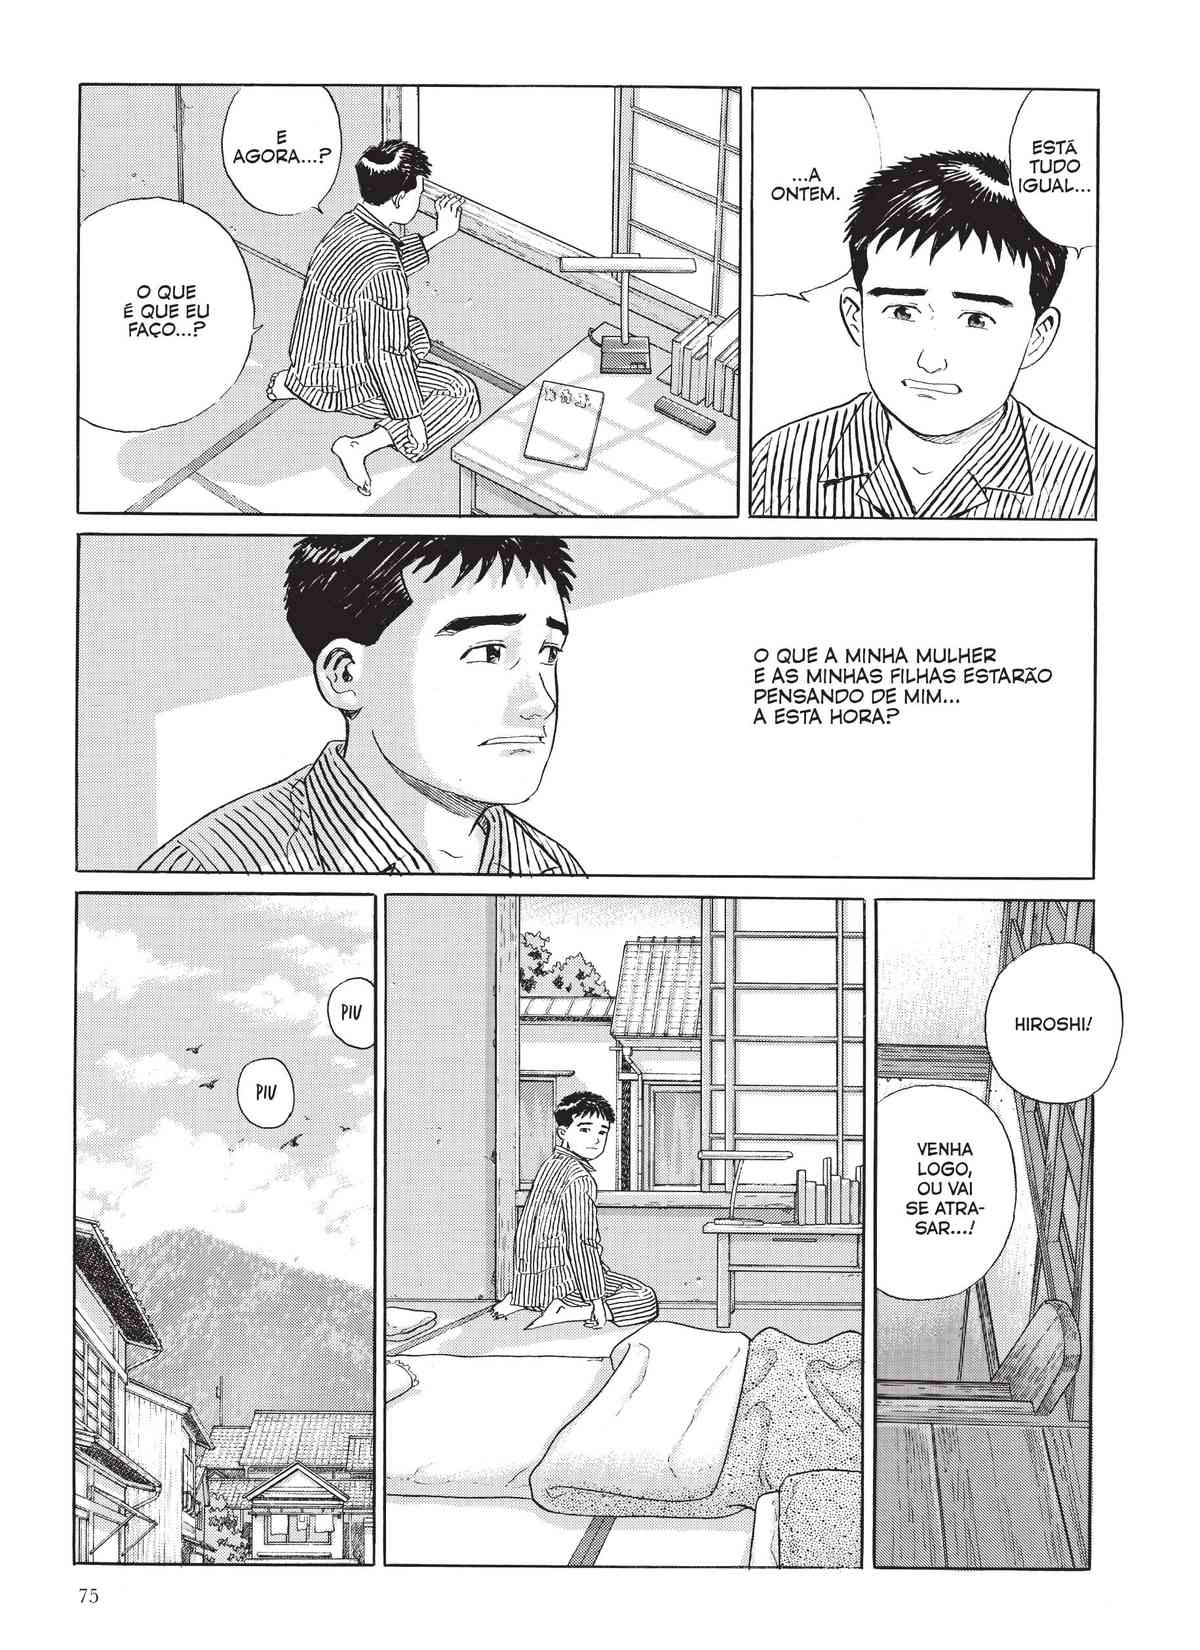 ESTÁ
TUDO
IGUAL...
...A
ONTEM.
E
AGORA...?
O QUE
É QUE EU
FAÇO...?
O QUE A MINHA MULHER
E AS MINHAS FILHAS ESTARÃO
PENSANDO DE MIM...
A ESTA HORA?
HIROSHI!
VENHA
LOGO,
OU VAI
SE ATRA-
SAR...!
PIU
PIU
75